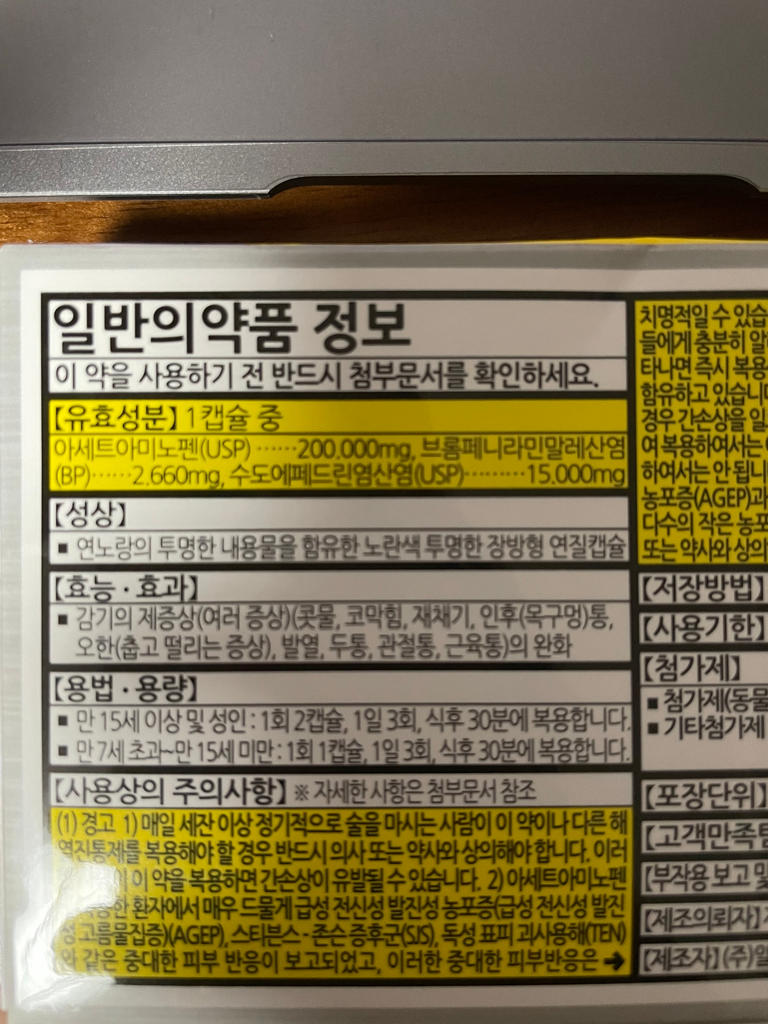 일반의약품 정보
이 약을 사용하기 전 반드시 첨부문서를 확인하세요.
【유효성분】 1캡슐 중
아세트아미노펜(USP) ······200.000mg, 브롬페니라민말레산염
(BP)······2.660mg, 수도에페드린염산염(USP)·········15.000mg
【성상】
▪ 연노랑의 투명한 내용물을 함유한 노란색 투명한 장방형 연질캡슐
【효능·효과】
▪ 감기의 제증상(여러 증상)(콧물, 코막힘, 재채기, 인후(목구멍)통,
오한(춥고 떨리는 증상), 발열, 두통, 관절통, 근육통)의 완화
【용법·용량】
▪ 만 15세 이상 및 성인 : 1회 2캡슐, 1일 3회, 식후 30분에 복용합니다.
▪ 만 7세 초과~만 15세 미만 : 1회 1캡슐, 1일 3회, 식후 30분에 복용합니다.
【사용상의 주의사항】 ※ 자세한 사항은 첨부문서 참조
(1) 경고 1) 매일 세잔 이상 정기적으로 술을 마시는 사람이 이 약이나 다른 해
열진통제를 복용해야 할 경우 반드시 의사 또는 약사와 상의해야 합니다. 이러
이 약을 복용하면 간손상이 유발될 수 있습니다. 2) 아세트아미노펜
환자에서 매우 드물게 급성 전신성 발진성 농포증(급성 전신성 발진
성 고름물집증)(AGEP), 스티븐스-존슨 증후군(SJS), 독성 표피 괴사용해(TEN)
와 같은 중대한 피부 반응이 보고되었고, 이러한 중대한 피부반응은 ➔
치명적일 수 있습
들에게 충분히 알
타나면 즉시 복용
함유하고 있습니
경우 간손상을 일
여 복용하여서는
하여서는 안 됩니
농포증(AGEP)과
다수의 작은 농포
또는 약사와 상의
【저장방법】
【사용기한】
【첨가제】
▪ 첨가제(동물
▪ 기타첨가제
【포장단위】
【고객만족팀
【부작용 보고 및
【제조의뢰자】
【제조자】 (주)일